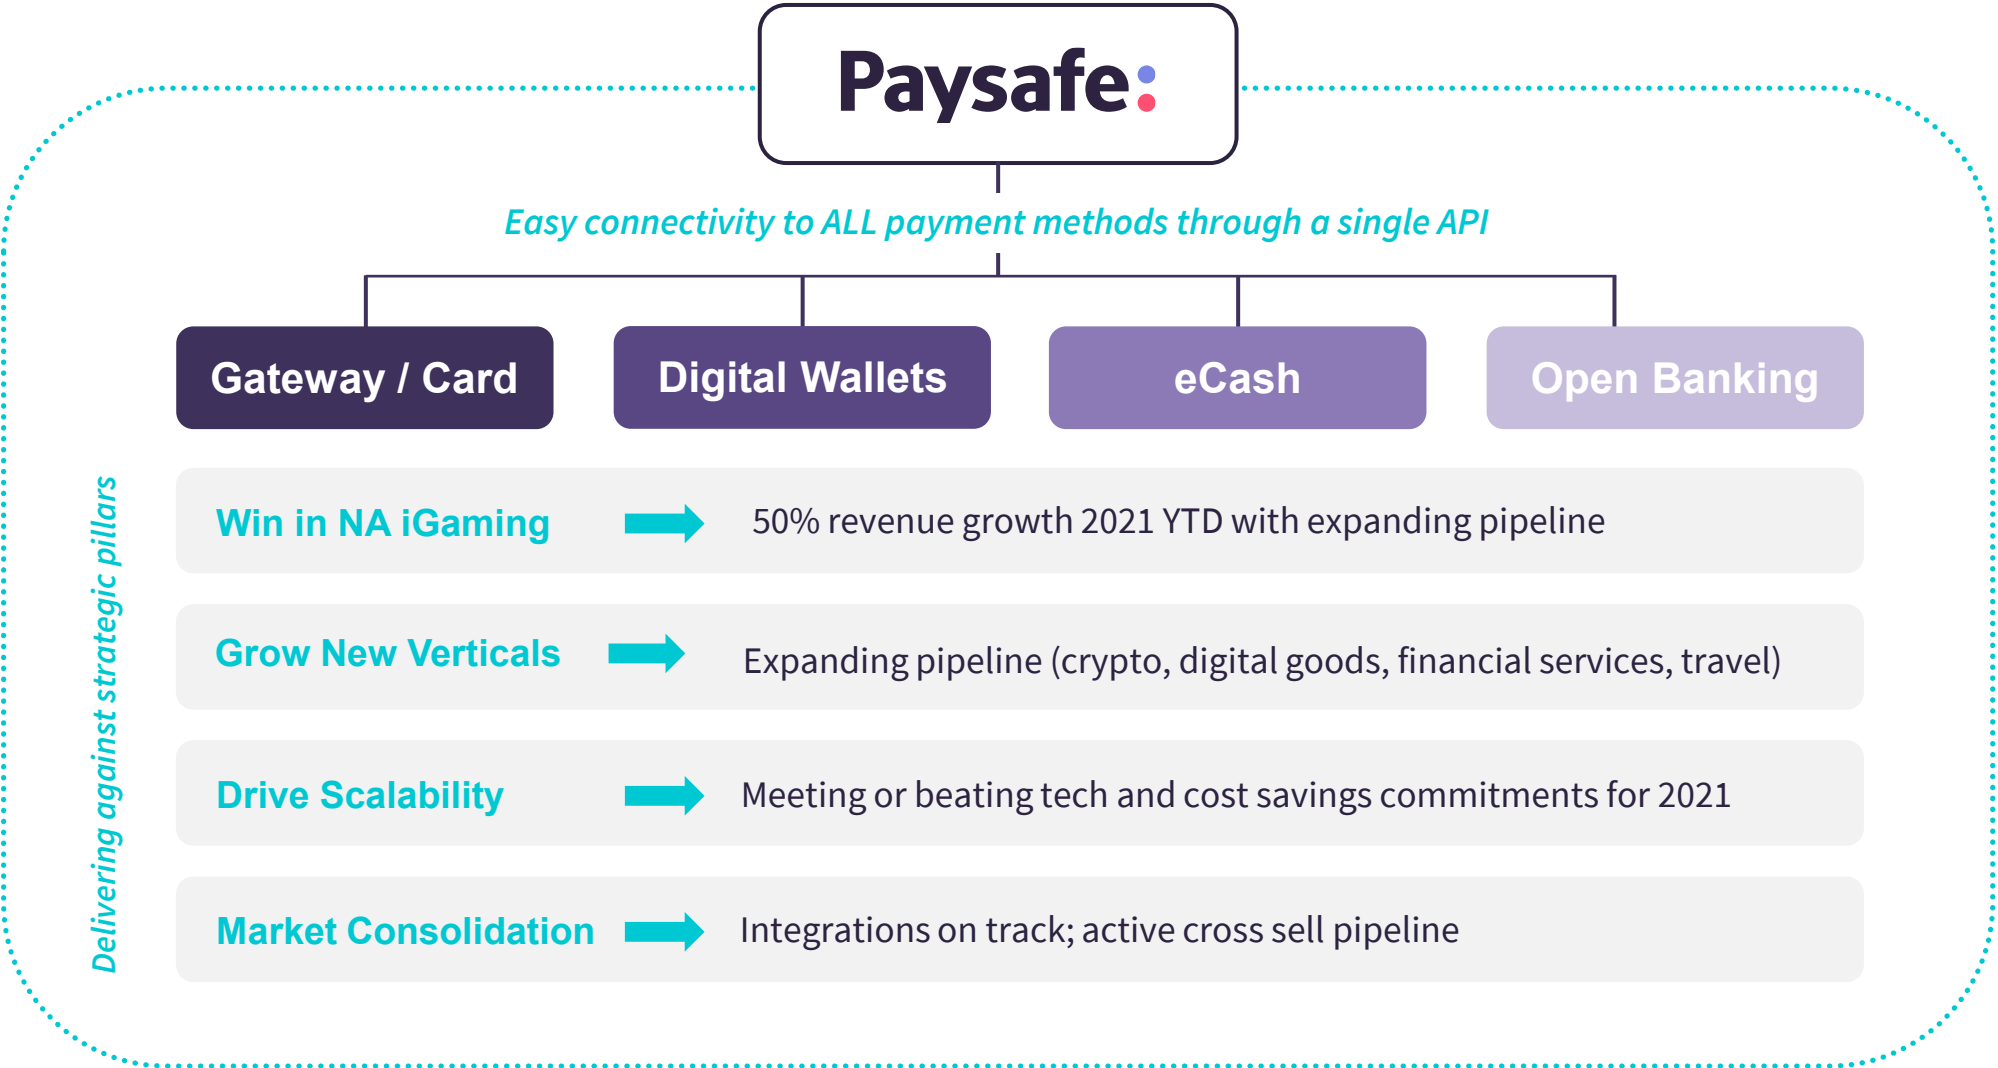 Paysafe:
Easy connectivity to ALL payment methods through a single API
Gateway / Card
Digital Wallets
eCash
Open Banking
Delivering against strategic pillars
Win in NA iGaming
50% revenue growth 2021 YTD with expanding pipeline
Grow New Verticals
Expanding pipeline (crypto, digital goods, financial services, travel)
Drive Scalability
Meeting or beating tech and cost savings commitments for 2021
Market Consolidation
Integrations on track; active cross sell pipeline